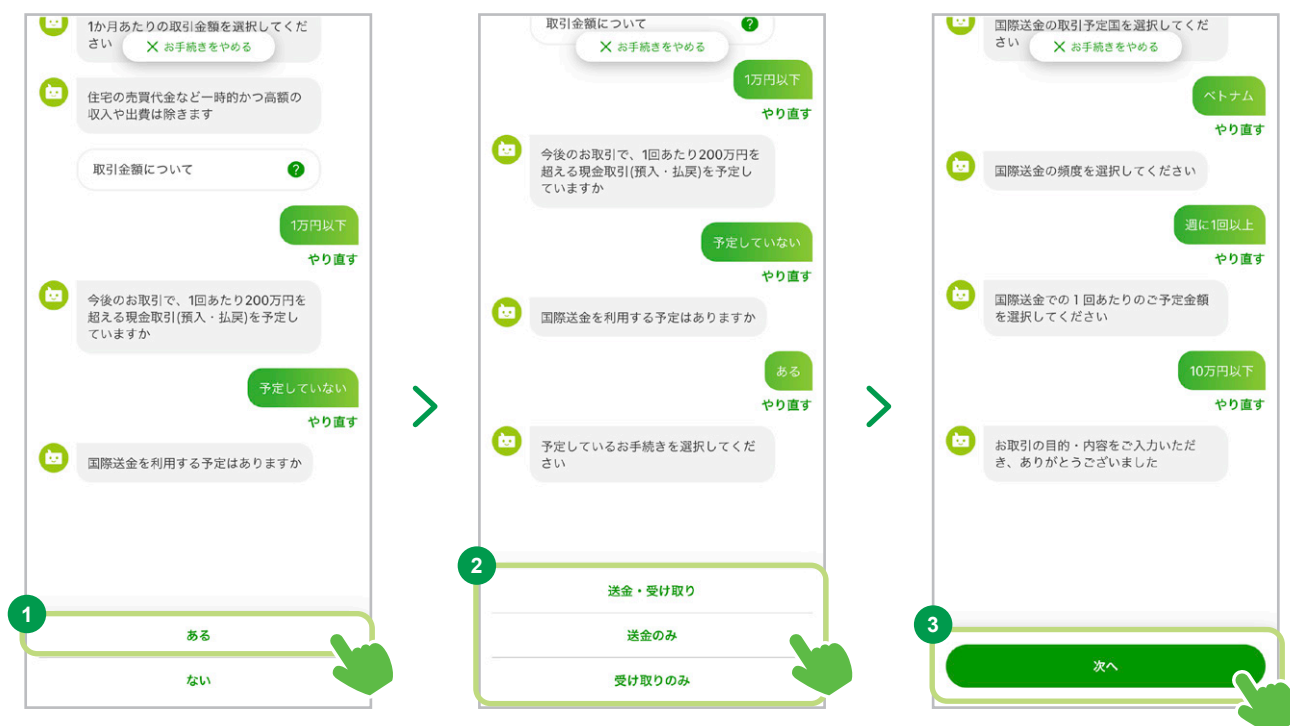 1か月あたりの取引金額を選択してくだ
さい
× お手続きをやめる
住宅の売買代金など一時的かつ高額の
収入や出費は除きます
取引金額について
?
1万円以下
やり直す
今後のお取引で、1回あたり200万円を
超える現金取引(預入・払戻)を予定し
ていますか
予定していない
やり直す
国際送金を利用する予定はありますか
1
ある
ない
取引金額について
?
× お手続きをやめる
1万円以下
やり直す
今後のお取引で、1回あたり200万円を
超える現金取引(預入・払戻)を予定し
ていますか
予定していない
やり直す
国際送金を利用する予定はありますか
ある
やり直す
予定しているお手続きを選択してくだ
さい
2
送金・受け取り
送金のみ
受け取りのみ
国際送金の取引予定国を選択してくだ
さい
× お手続きをやめる
ベトナム
やり直す
国際送金の頻度を選択してください
週に1回以上
やり直す
国際送金での1回あたりのご予定金額
を選択してください
10万円以下
やり直す
お取引の目的・内容をご入力いただ
き、ありがとうございました
3
次へ